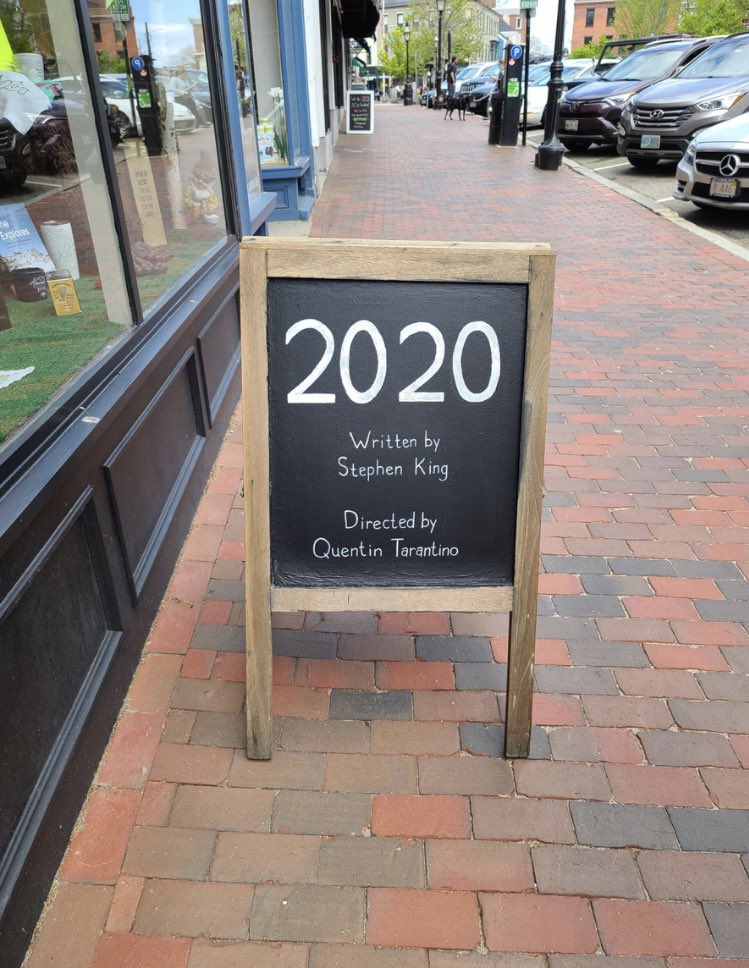 2020
Written by
Stephen King
Directed by
Quentin Tarantino